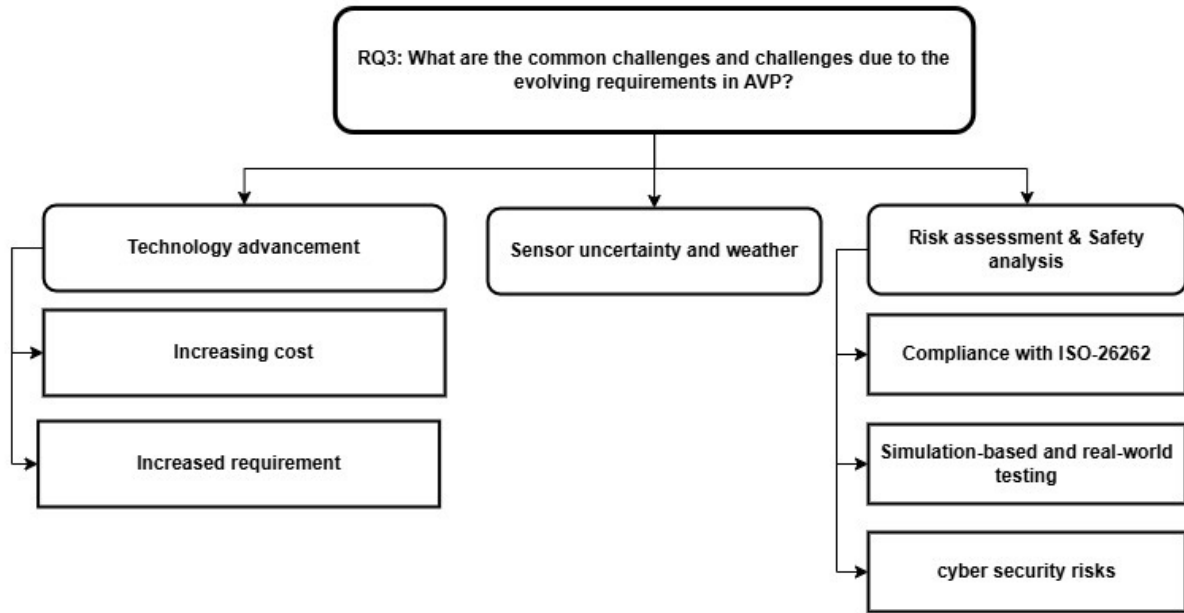 RQ3: What are the common challenges and challenges due to the
evolving requirements in AVP?
Technology advancement
Sensor uncertainty and weather
Risk assessment & Safety
analysis
Increasing cost
Compliance with ISO-26262
Increased requirement
Simulation-based and real-world
testing
cyber security risks